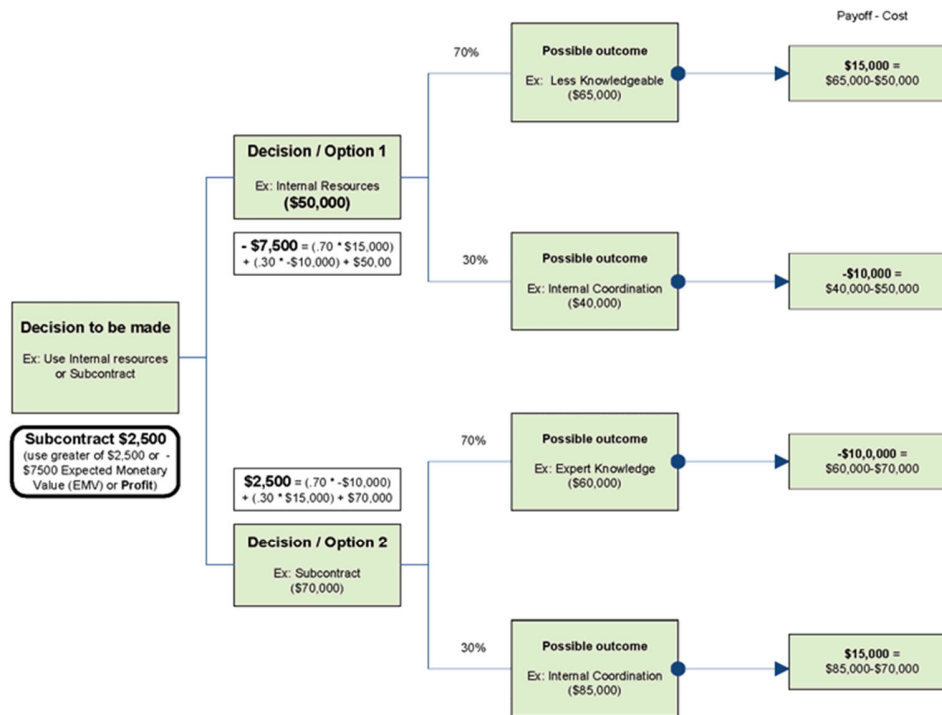 Payoff - Cost
70%
Possible outcome
Ex: Less Knowledgeable
($65,000)
$15,000 =
$65,000-$50,000
Decision / Option 1
Ex: Internal Resources
($50,000)
- $7,500 = (.70 * $15,000)
+ (.30 * -$10,000) + $50,00
30%
Possible outcome
Ex: Internal Coordination
($40,000)
-$10,000 =
$40,000-$50,000
Decision to be made
Ex: Use Internal resources
or Subcontract
Subcontract $2,500
(use greater of $2,500 or -
$7500 Expected Monetary
Value (EMV) or Profit)
70%
Possible outcome
Ex: Expert Knowledge
($60,000)
-$10,0,000 =
$60,000-$70,000
$2,500 = (.70 * -$10,000)
+ (.30 * $15,000) + $70,000
Decision / Option 2
Ex: Subcontract
($70,000)
30%
Possible outcome
Ex: Internal Coordination
($85,000)
$15,000 =
$85,000-$70,000